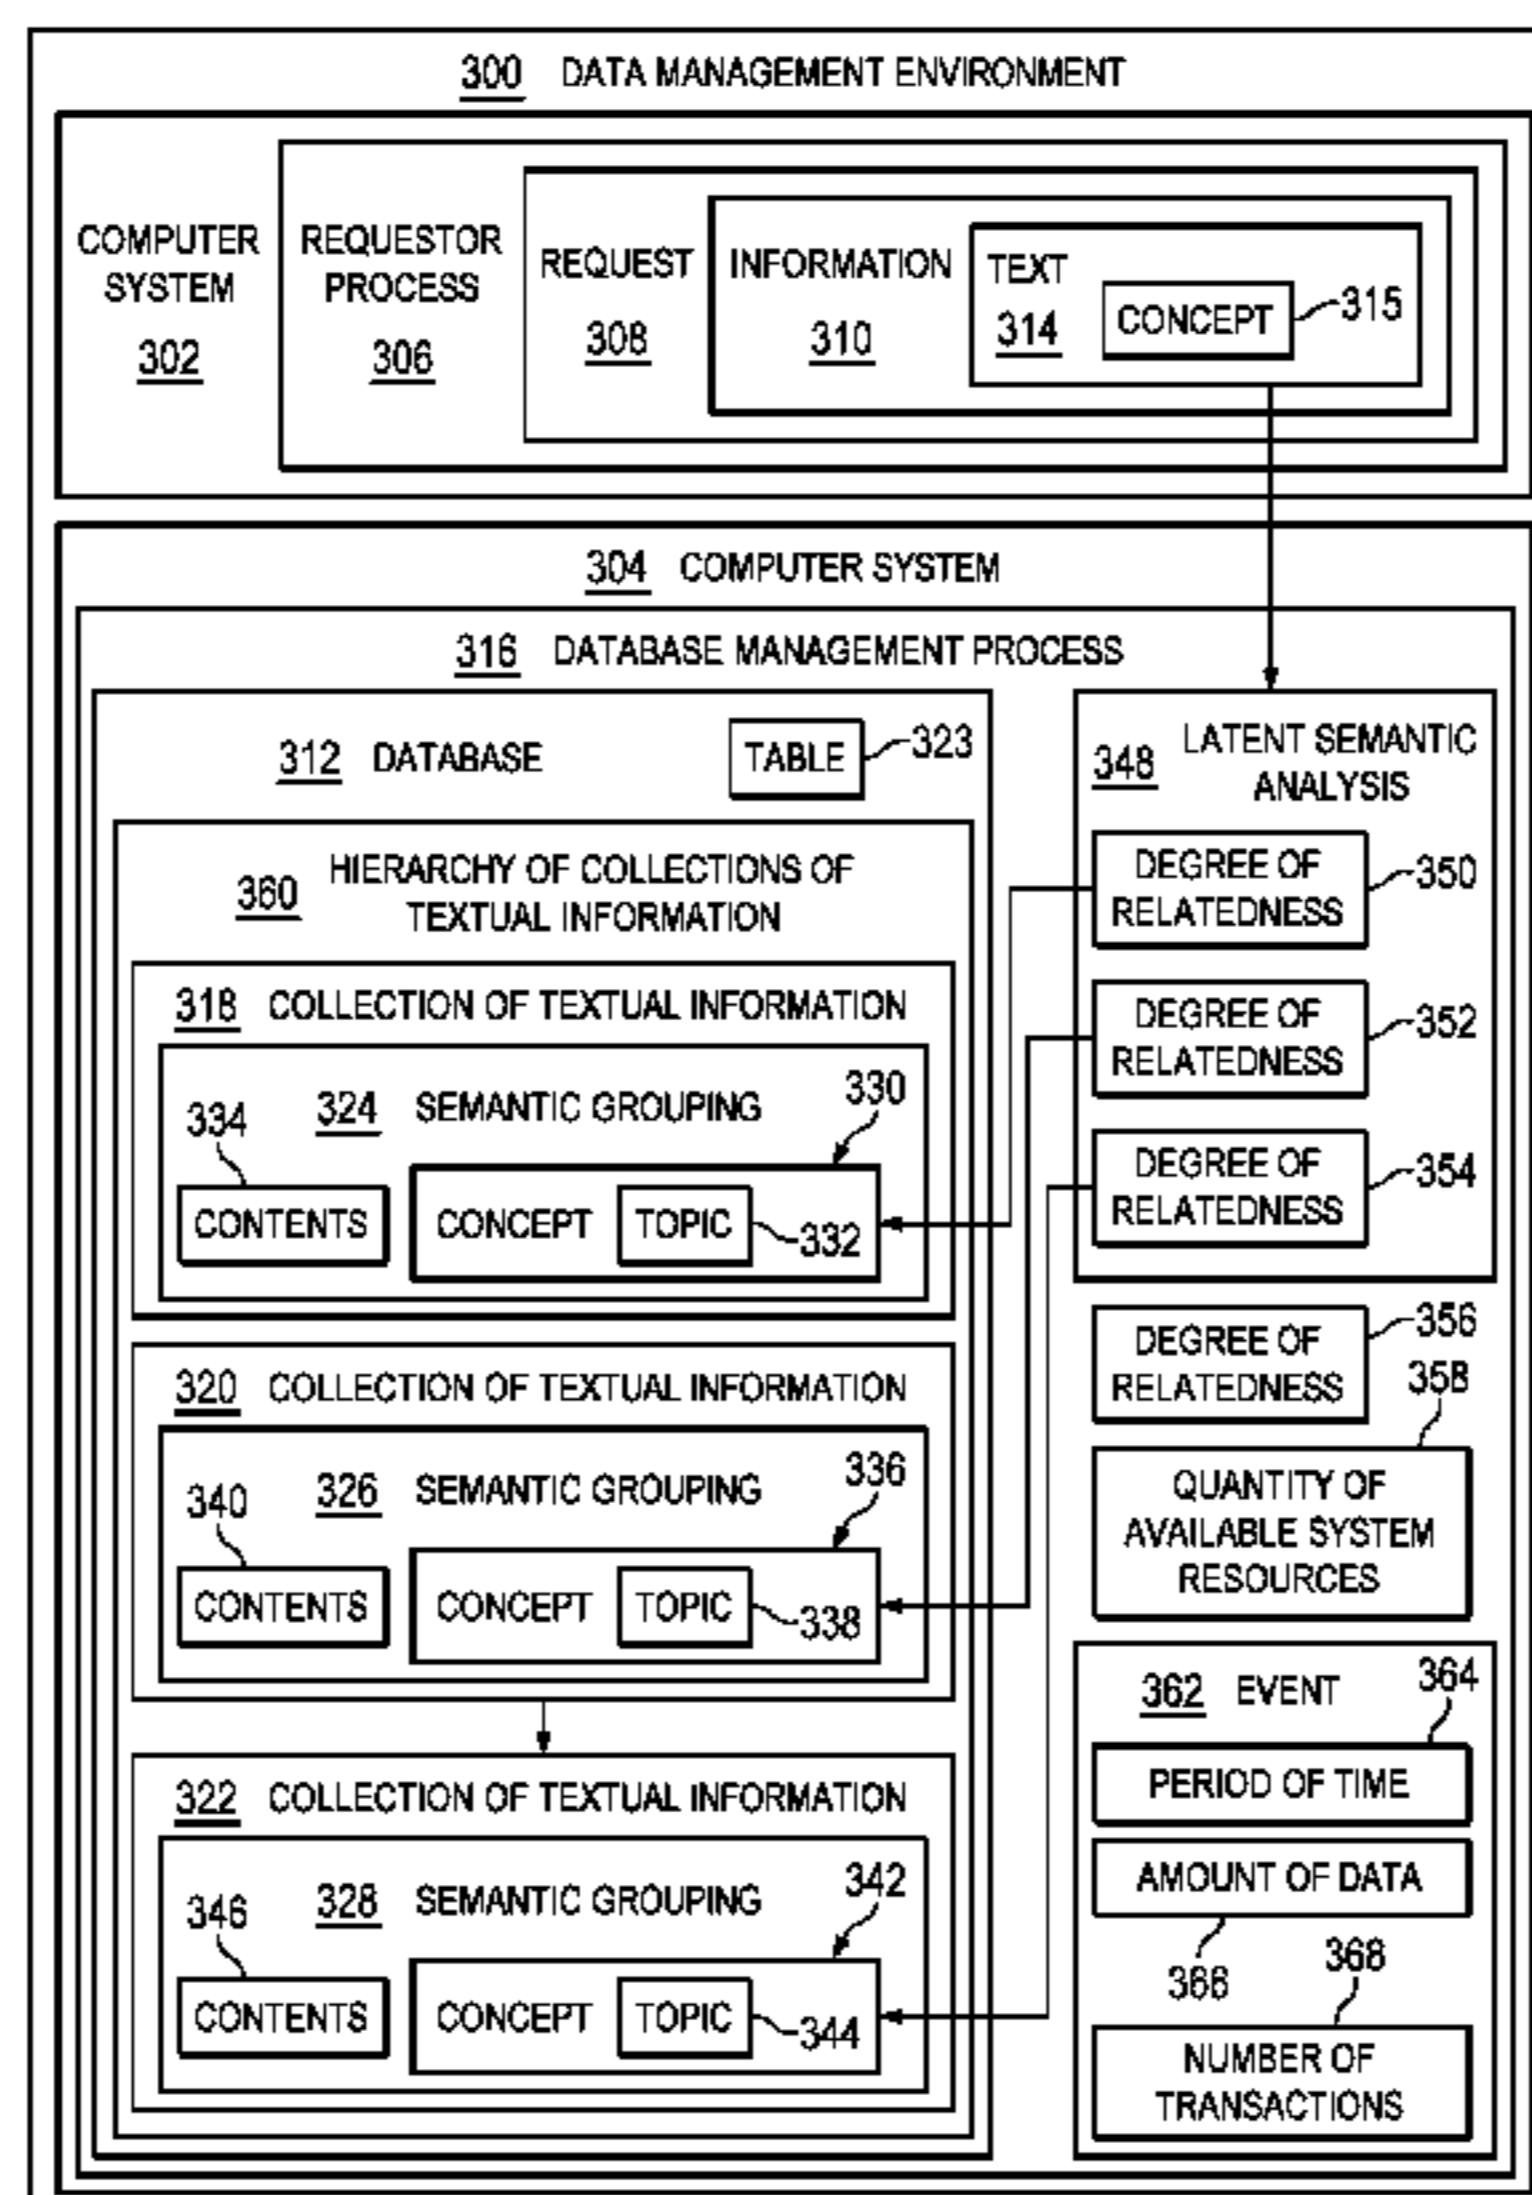 300 DATA MANAGEMENT ENVIRONMENT
COMPUTER
SYSTEM
302
REQUESTOR
PROCESS
306
REQUEST
308
INFORMATION
310
TEXT
314
CONCEPT
315
304 COMPUTER SYSTEM
316 DATABASE MANAGEMENT PROCESS
312 DATABASE
TABLE
323
360
HIERARCHY OF COLLECTIONS OF
TEXTUAL INFORMATION
318 COLLECTION OF TEXTUAL INFORMATION
324 SEMANTIC GROUPING
330
334
CONTENTS
CONCEPT
TOPIC
332
320 COLLECTION OF TEXTUAL INFORMATION
326 SEMANTIC GROUPING
336
340
CONTENTS
CONCEPT
TOPIC
338
322 COLLECTION OF TEXTUAL INFORMATION
328 SEMANTIC GROUPING
342
346
CONTENTS
CONCEPT
TOPIC
344
348
LATENT SEMANTIC
ANALYSIS
DEGREE OF
RELATEDNESS
350
DEGREE OF
RELATEDNESS
352
DEGREE OF
RELATEDNESS
354
DEGREE OF
RELATEDNESS
356
358
QUANTITY OF
AVAILABLE SYSTEM
RESOURCES
362 EVENT
364
PERIOD OF TIME
AMOUNT OF DATA
366
368
NUMBER OF
TRANSACTIONS